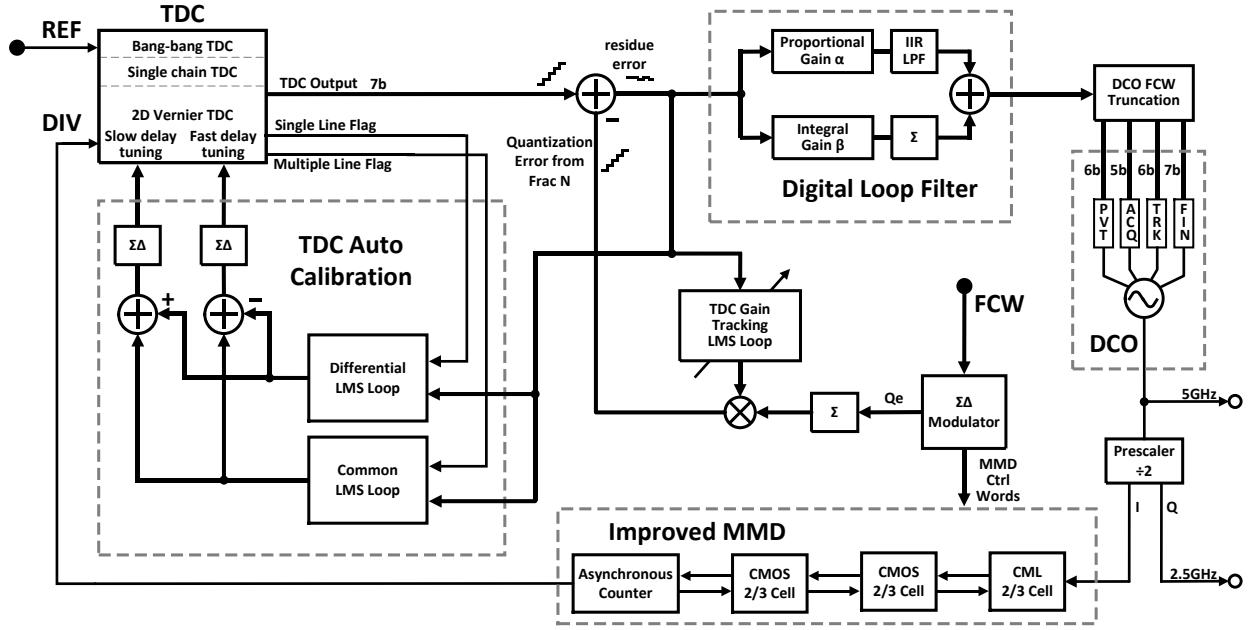 TDC
REF
Bang-bang TDC
Single chain TDC
2D Vernier TDC
Slow delay
tuning
Fast delay
tuning
DIV
TDC Output 7b
Single Line Flag
Multiple Line Flag
residue
error
+
−
Quantization
Error from
Frac N
Proportional
Gain α
IIR
LPF
+
Integral
Gain β
Σ
Digital Loop Filter
DCO FCW
Truncation
6b
5b
6b
7b
PVT
ACQ
TRK
FIN
DCO
5GHz
Prescaler
÷2
I
Q
2.5GHz
TDC Auto
Calibration
ΣΔ
ΣΔ
+
+
+
−
Differential
LMS Loop
Common
LMS Loop
TDC Gain
Tracking
LMS Loop
FCW
Σ
Qe
ΣΔ
Modulator
MMD
Ctrl
Words
Improved MMD
Asynchronous
Counter
CMOS
2/3 Cell
CMOS
2/3 Cell
CML
2/3 Cell